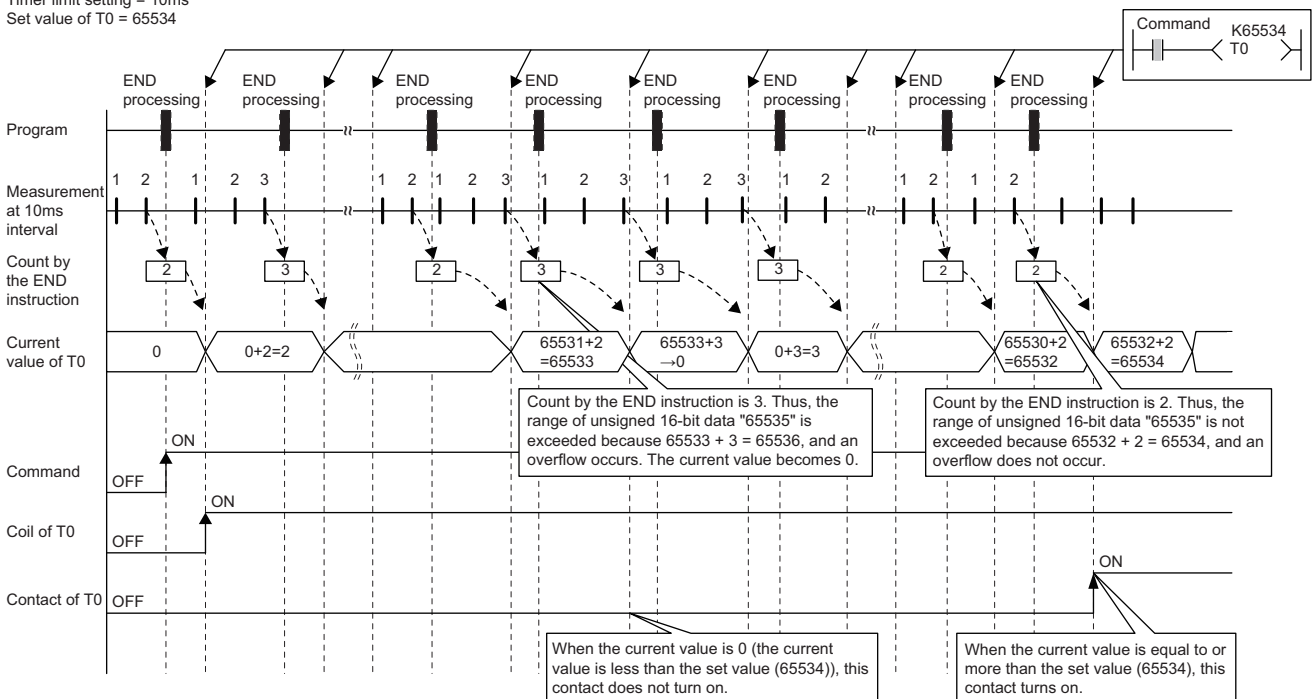 Timer limit setting = 10ms
Set value of T0 = 65534
Command
K65534
T0
END
processing
END
processing
END
processing
END
processing
END
processing
END
processing
END
processing
END
processing
Program
Measurement
at 10ms
interval
1 2 1 2 3 1 2 1 2 3 1 2 3 1 2 3 1 2 1 2 1 2
Count by
the END
instruction
2 3 2 3 3 3 2 2
Current
value of T0
0
0+2=2
65531+2
=65533
65533+3
→0
0+3=3
65530+2
=65532
65532+2
=65534
Count by the END instruction is 3. Thus, the
range of unsigned 16-bit data "65535" is
exceeded because 65533 + 3 = 65536, and an
overflow occurs. The current value becomes 0.
Count by the END instruction is 2. Thus, the
range of unsigned 16-bit data "65535" is not
exceeded because 65532 + 2 = 65534, and an
overflow does not occur.
Command
OFF
ON
Coil of T0
OFF
ON
Contact of T0
OFF
ON
When the current value is 0 (the current
value is less than the set value (65534)), this
contact does not turn on.
When the current value is equal to or
more than the set value (65534), this
contact turns on.